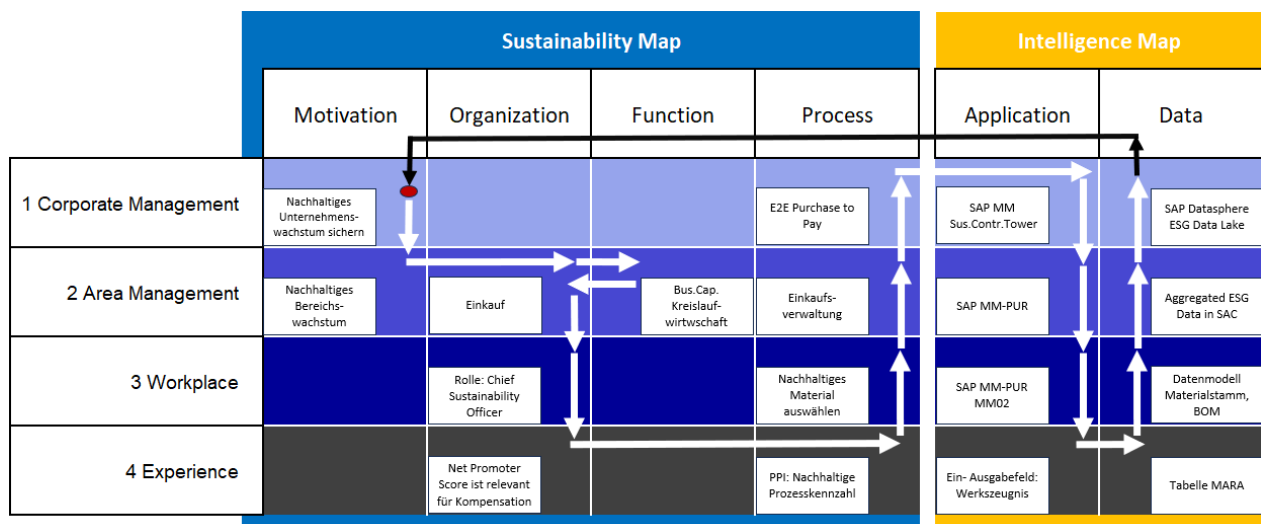 Sustainability Map
Intelligence Map
Motivation
Organization
Function
Process
Application
Data
1 Corporate Management
Nachhaltiges
Unternehmens-
wachstum sichern
E2E Purchase to
Pay
SAP MM
Sus.Contr.Tower
SAP Datasphere
ESG Data Lake
2 Area Management
Nachhaltiges
Bereichs-
wachstum
Einkauf
Bus.Cap.
Kreislauf-
wirtwschaft
Einkaufs-
verwaltung
SAP MM-PUR
Aggregated ESG
Data in SAC
3 Workplace
Rolle: Chief
Sustainability
Officer
Nachhaltiges
Material
auswählen
SAP MM-PUR
MM02
Datenmodell
Materialstamm,
BOM
4 Experience
Net Promoter
Score ist relevant
für Kompensation
PPI: Nachhaltige
Prozesskennzahl
Ein- Ausgabefeld:
Werkszeugnis
Tabelle MARA